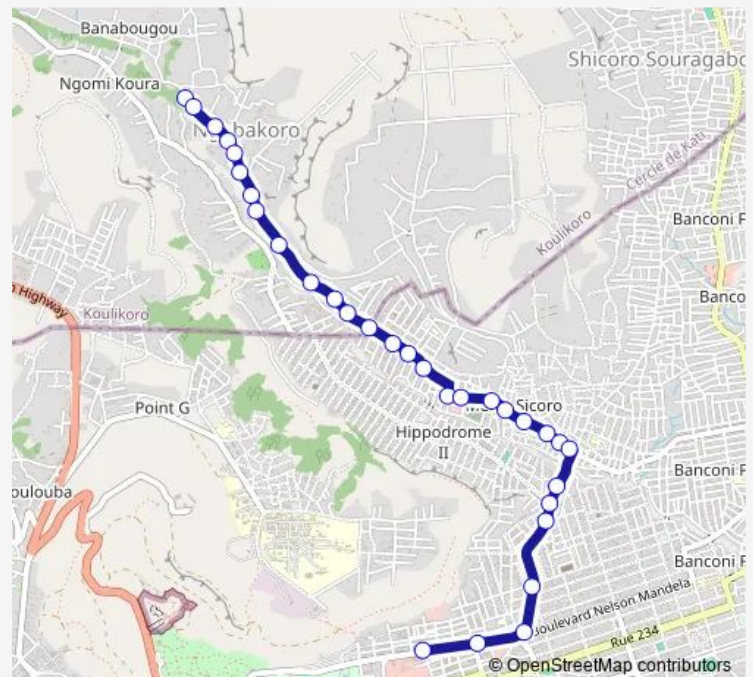 Banabougou
Ngomi Koura
Shicoro Souragabo
Cercle de Kati
Koulikoro
Banconi F
Banco
Highway
Koulikoro
Point G
Sicoro
Hippodrome
II
Banconi F
oulouba
Banconi F
Boulevard Nelson Mandela
Rue 234
© OpenStreetMap contributors